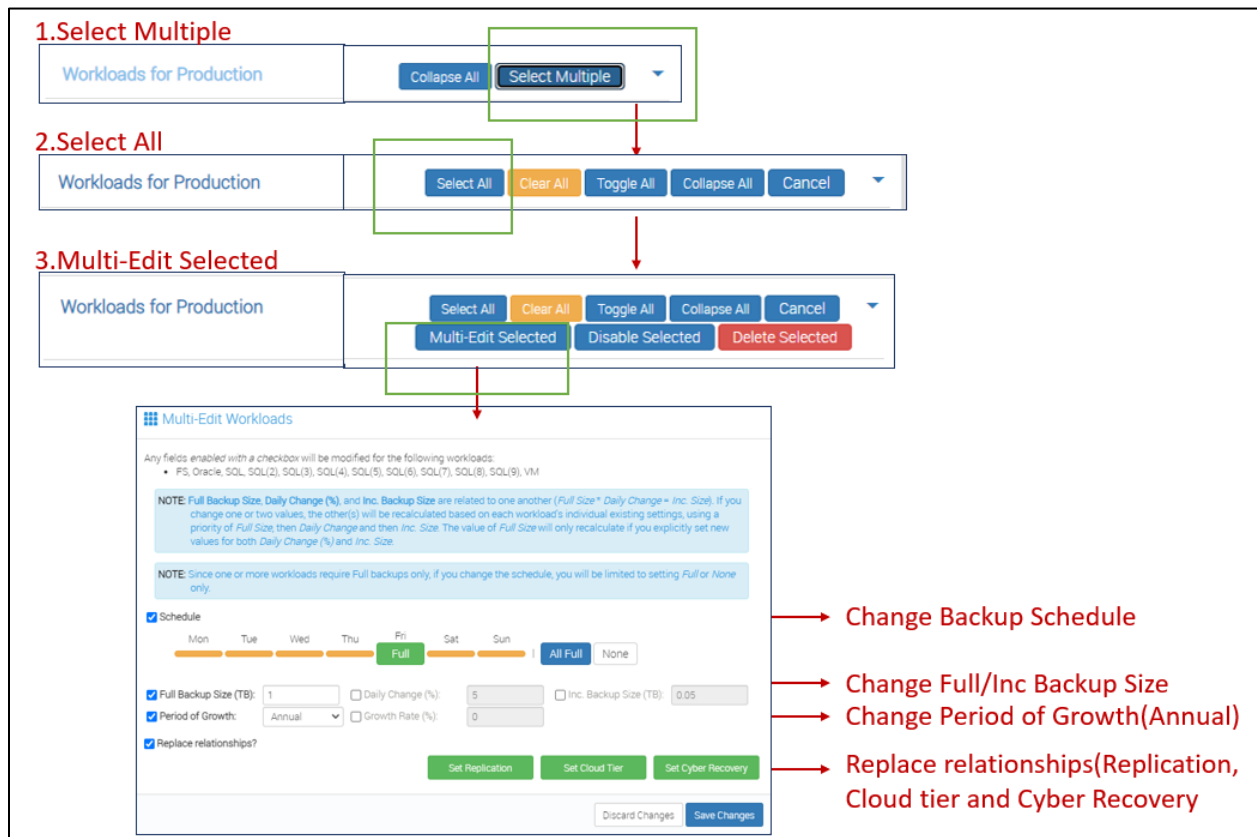 1.Select Multiple
Workloads for Production
Collapse All Select Multiple
2.Select All
Workloads for Production
Select All Clear All Toggle All Collapse All Cancel
3.Multi-Edit Selected
Workloads for Production
Select All Clear All Toggle All Collapse All Cancel
Multi-Edit Selected Disable Selected Delete Selected
Multi-Edit Workloads
Any fields enabled with a checkbox will be modified for the following workloads:
• FS, Oracle, SQL, SQL(2), SQL(3), SQL(4), SQL(5), SQL(6), SQL(7), SQL(8), SQL(9), VM
NOTE: Full Backup Size, Daily Change (%), and Inc. Backup Size are related to one another (Full Size * Daily Change = Inc. Size). If you
change one or two values, the other(s) will be recalculated based on each workload's individual existing settings, using a
priority of Full Size, then Daily Change and then Inc. Size. The value of Full Size will only recalculate if you explicitly set new
values for both Daily Change (%) and Inc. Size.
NOTE: Since one or more workloads require Full backups only, if you change the schedule, you will be limited to setting Full or None
only.
Schedule
Mon Tue Wed Thu Fri Sat Sun
Full All Full None
Full Backup Size (TB): 1 Daily Change (%): 5 Inc. Backup Size (TB): 0.05
Period of Growth: Annual Growth Rate (%): 0
Replace relationships?
Set Replication Set Cloud Tier Set Cyber Recovery
Discard Changes Save Changes
Change Backup Schedule
Change Full/Inc Backup Size
Change Period of Growth(Annual)
Replace relationships(Replication,
Cloud tier and Cyber Recovery